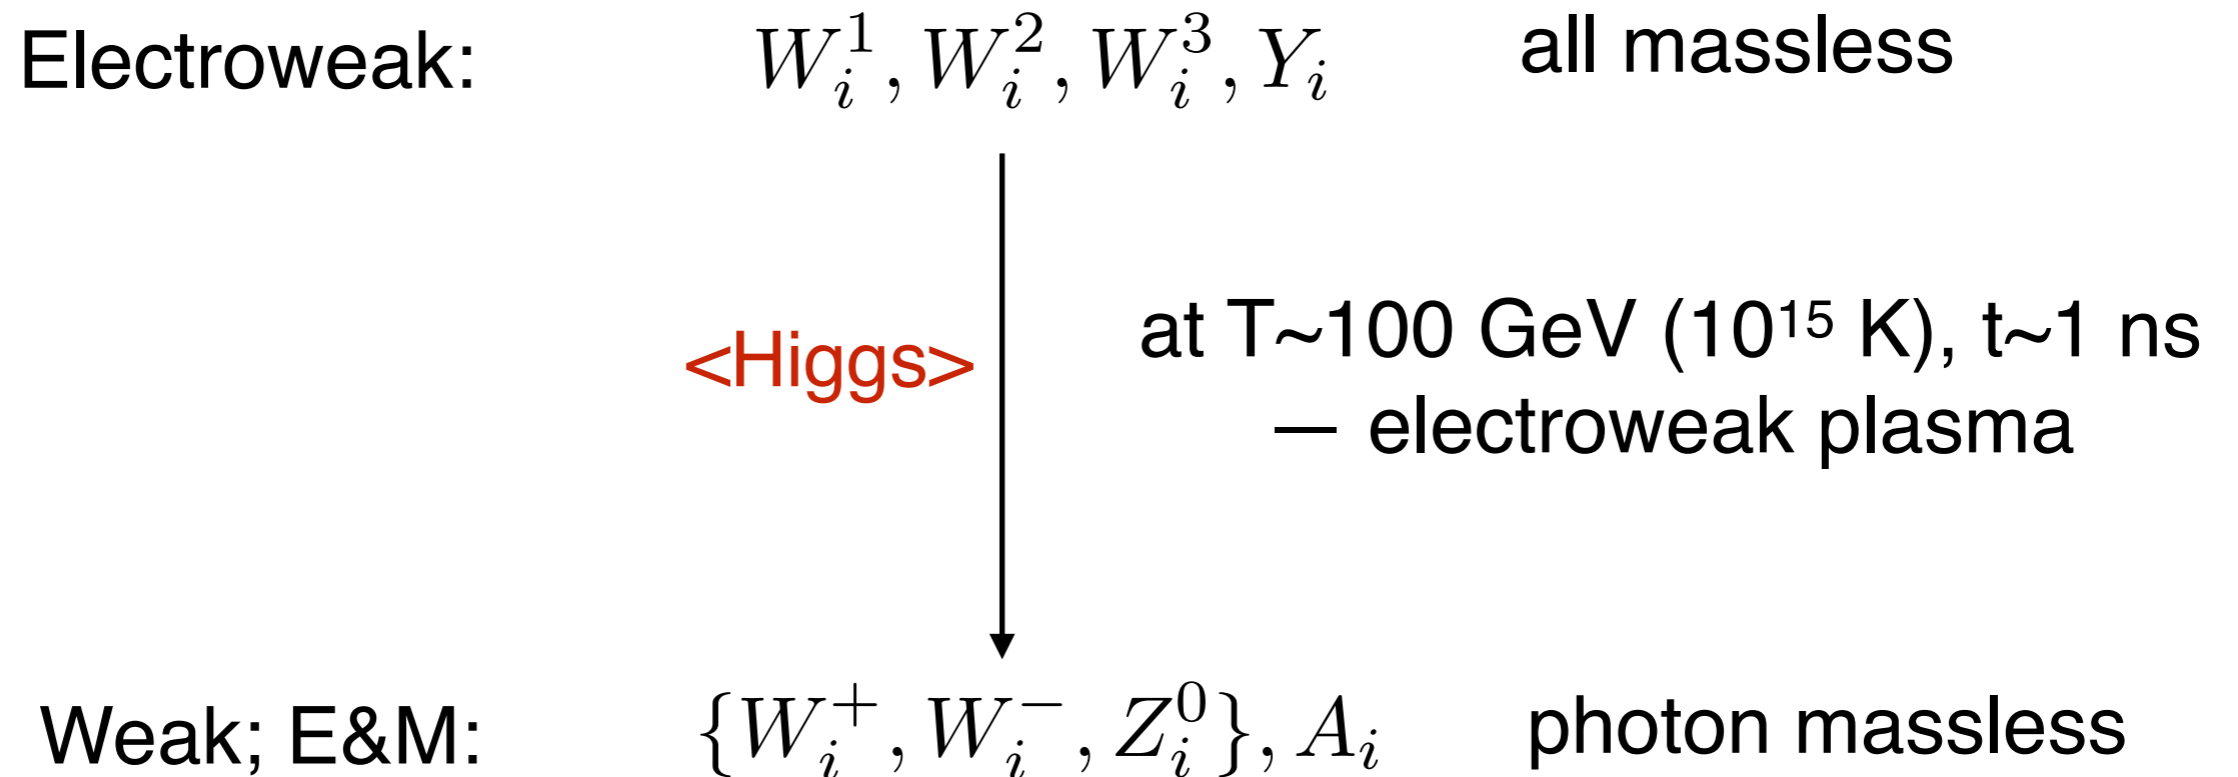 Electroweak: W_i^1, W_i^2, W_i^3, Y_i all massless
<Higgs>
at T~100 GeV (10^15 K), t~1 ns
— electroweak plasma
Weak; E&M: {W_i^+, W_i^-, Z_i^0}, A_i photon massless